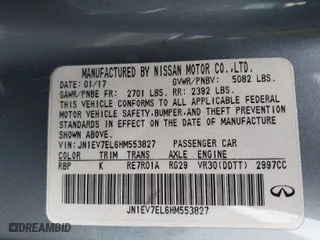 MANUFACTURED BY NISSAN MOTOR CO.,LTD.
DATE: 01/17 GVWR/PNBV: 5082 LBS.
GAWR/PNBE FR: 2701 LBS. RR: 2392 LBS.
THIS VEHICLE CONFORMS TO ALL APPLICABLE
FEDERAL MOTOR VEHICLE SAFETY,BUMPER,AND THEFT
PREVENTION STANDARDS IN EFFECT ON THE DATE OF
MANUFACTURE SHOWN ABOVE.
VIN: JN1EV7EL6HM553827 PASSENGER CAR
COLOR TRIM TRANS AXLE ENGINE
RBP K RE7R01A RG29 VR30(DDTT) 2997CC
JN1EV7EL6HM553827
DREAMBID